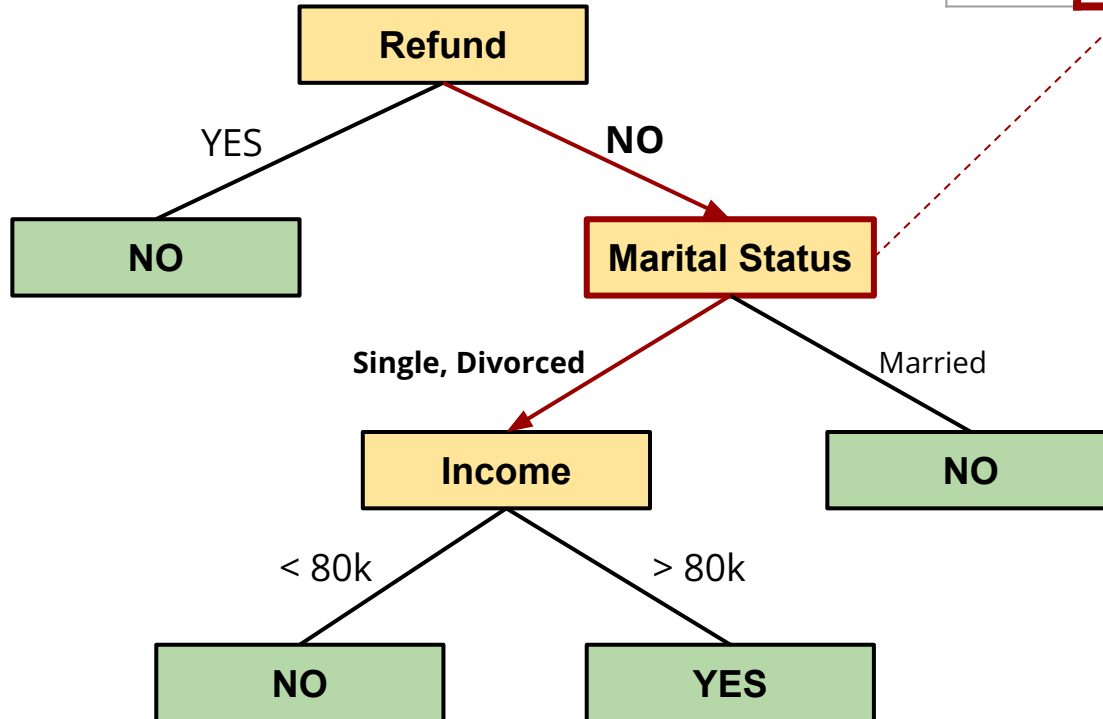 Refund
YES
NO
NO
Marital Status
Single, Divorced
Married
Income
NO
< 80k
> 80k
NO
YES